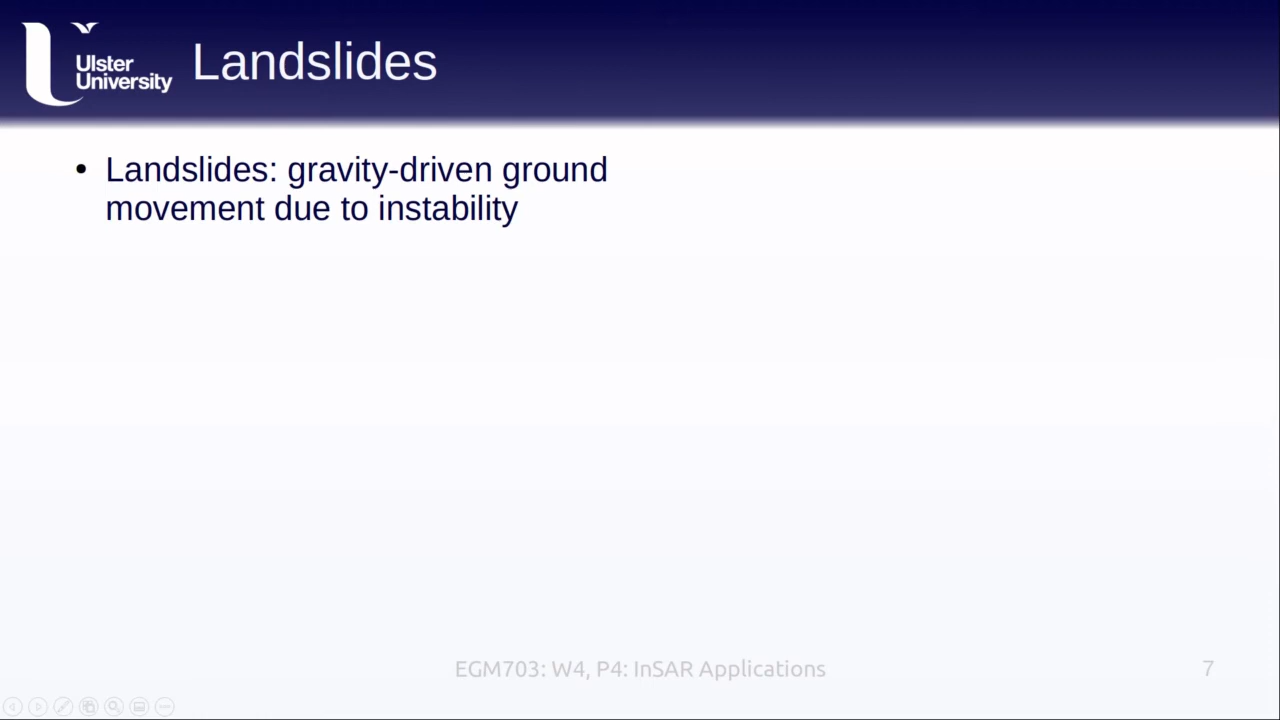 Ulster
University
Landslides
• Landslides: gravity-driven ground
movement due to instability
EGM703: W4, P4: InSAR Applications
7